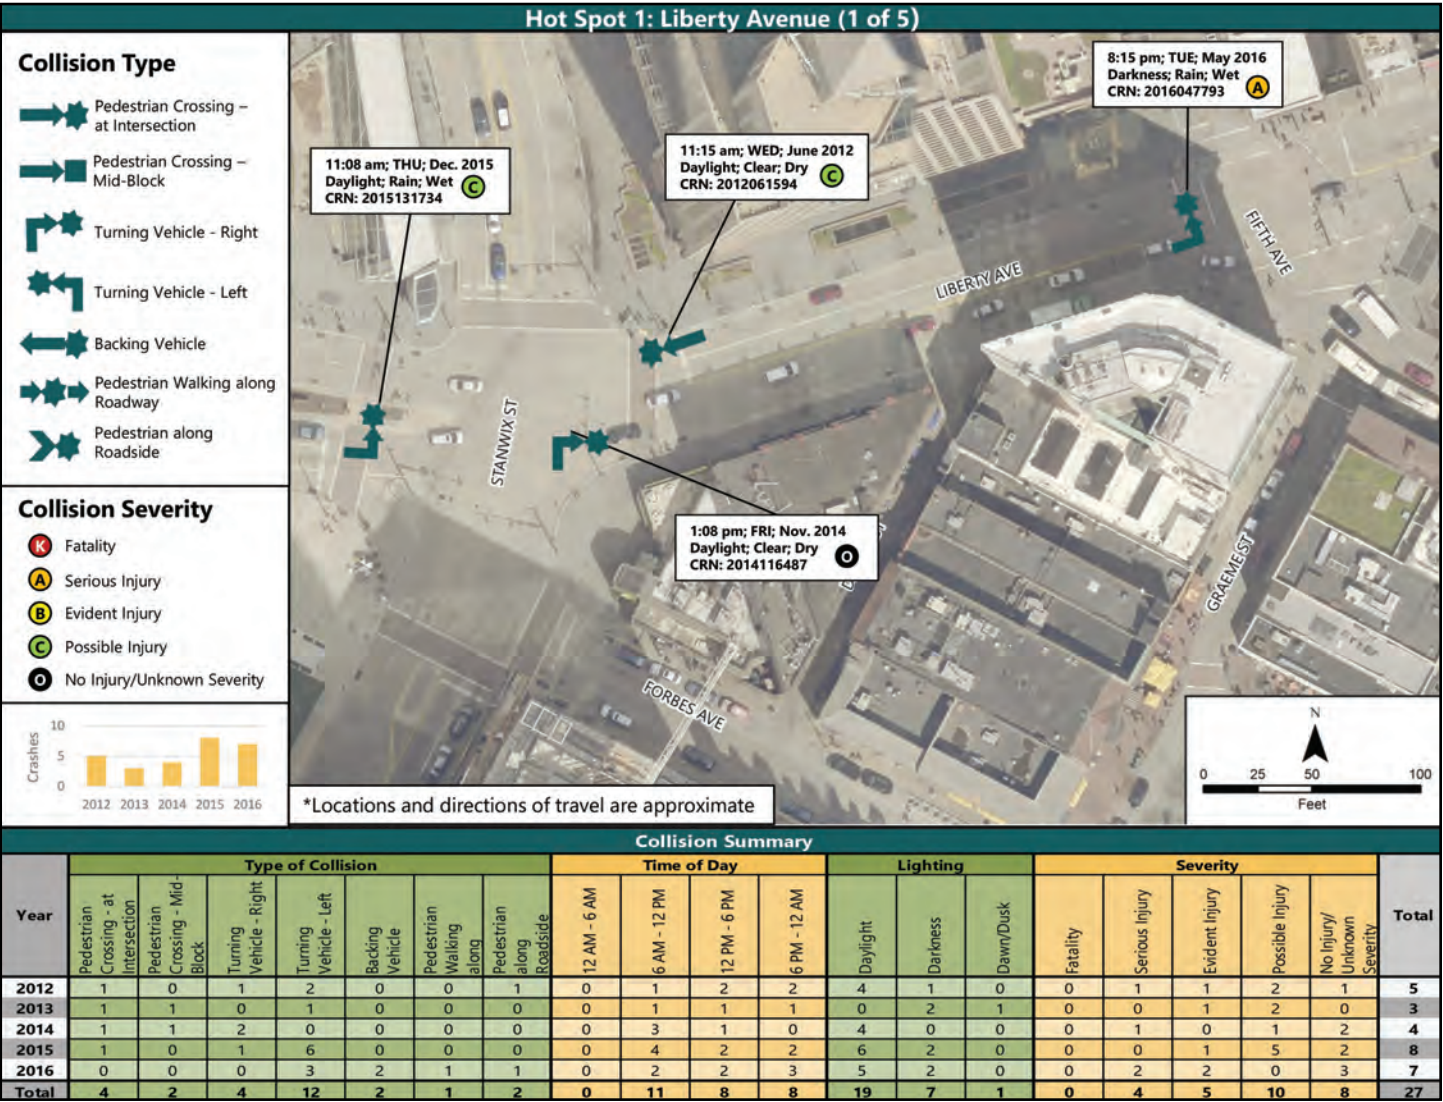 Hot Spot 1: Liberty Avenue (1 of 5)
Collision Type
Pedestrian Crossing –
at Intersection
Pedestrian Crossing –
Mid-Block
Turning Vehicle - Right
Turning Vehicle - Left
Backing Vehicle
Pedestrian Walking along
Roadway
Pedestrian along
Roadside
Collision Severity
K Fatality
A Serious Injury
B Evident Injury
C Possible Injury
O No Injury/Unknown Severity
Crashes
10
5
0
2012 2013 2014 2015 2016
11:08 am; THU; Dec. 2015
Daylight; Rain; Wet C
CRN: 2015131734
11:15 am; WED; June 2012
Daylight; Clear; Dry C
CRN: 2012061594
8:15 pm; TUE; May 2016
Darkness; Rain; Wet
CRN: 2016047793 A
1:08 pm; FRI; Nov. 2014
Daylight; Clear; Dry O
CRN: 2014116487
LIBERTY AVE
FIFTH AVE
STANWIX ST
GRAEME ST
FORBES AVE
N
0 25 50 100
Feet
*Locations and directions of travel are approximate
Collision Summary
Year Type of Collision Time of Day Lighting Severity Total
Pedestrian
Crossing - at
Intersection
Pedestrian
Crossing - Mid-
Block
Turning
Vehicle - Right
Turning
Vehicle - Left
Backing
Vehicle
Pedestrian
Walking
along
Pedestrian
along
Roadside
12 AM - 6 AM
6 AM - 12 PM
12 PM - 6 PM
6 PM - 12 AM
Daylight
Darkness
Dawn/Dusk
Fatality
Serious Injury
Evident Injury
Possible Injury
No Injury/
Unknown
Severity
2012 1 0 1 2 0 0 1 0 1 2 2 4 1 0 0 1 1 2 1 5
2013 1 1 0 1 0 0 0 0 1 1 1 0 2 1 0 0 1 2 0 3
2014 1 1 2 0 0 0 0 0 3 1 0 4 0 0 0 1 0 1 2 4
2015 1 0 1 6 0 0 0 0 4 2 2 6 2 0 0 0 1 5 2 8
2016 0 0 0 3 2 1 1 0 2 2 3 5 2 0 0 2 2 0 3 7
Total 4 2 4 12 2 1 2 0 11 8 8 19 7 1 0 4 5 10 8 27